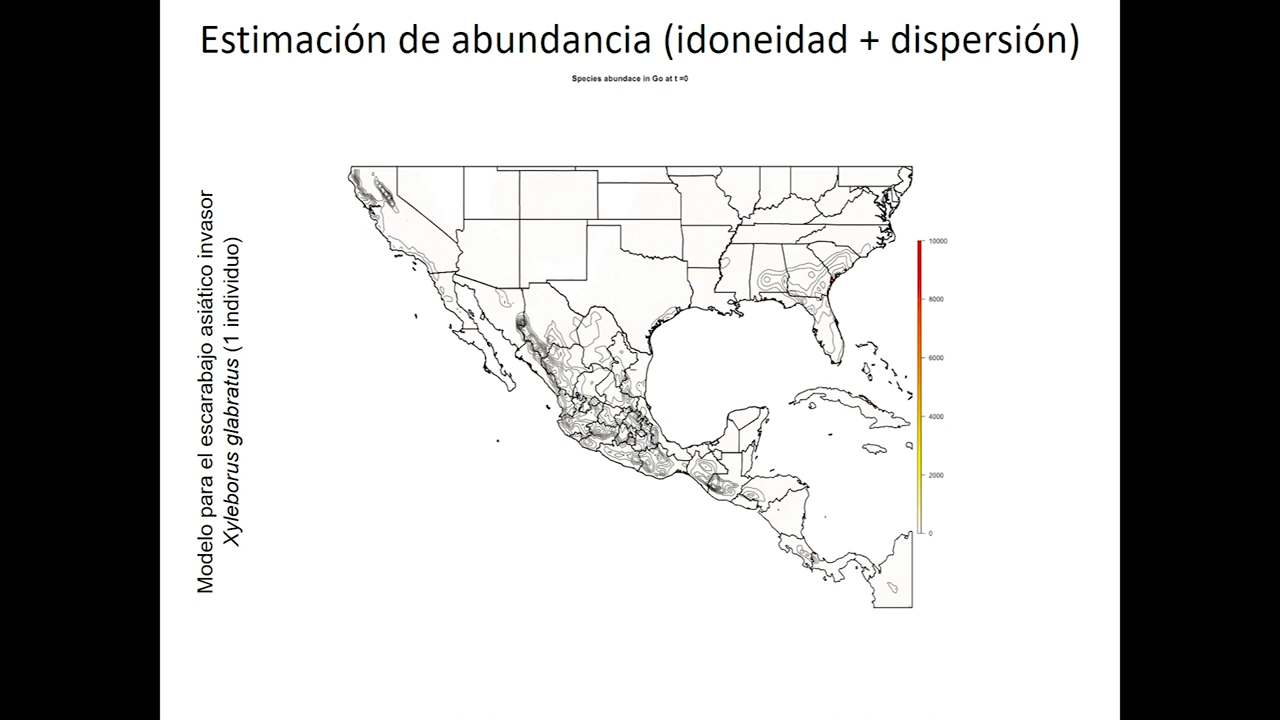 Estimación de abundancia (idoneidad + dispersión)
Species abundace in Go at t =0
Modelo para el escarabajo asiático invasor
Xyleborus glabratus (1 individuo)
10000
8000
6000
4000
2000
0